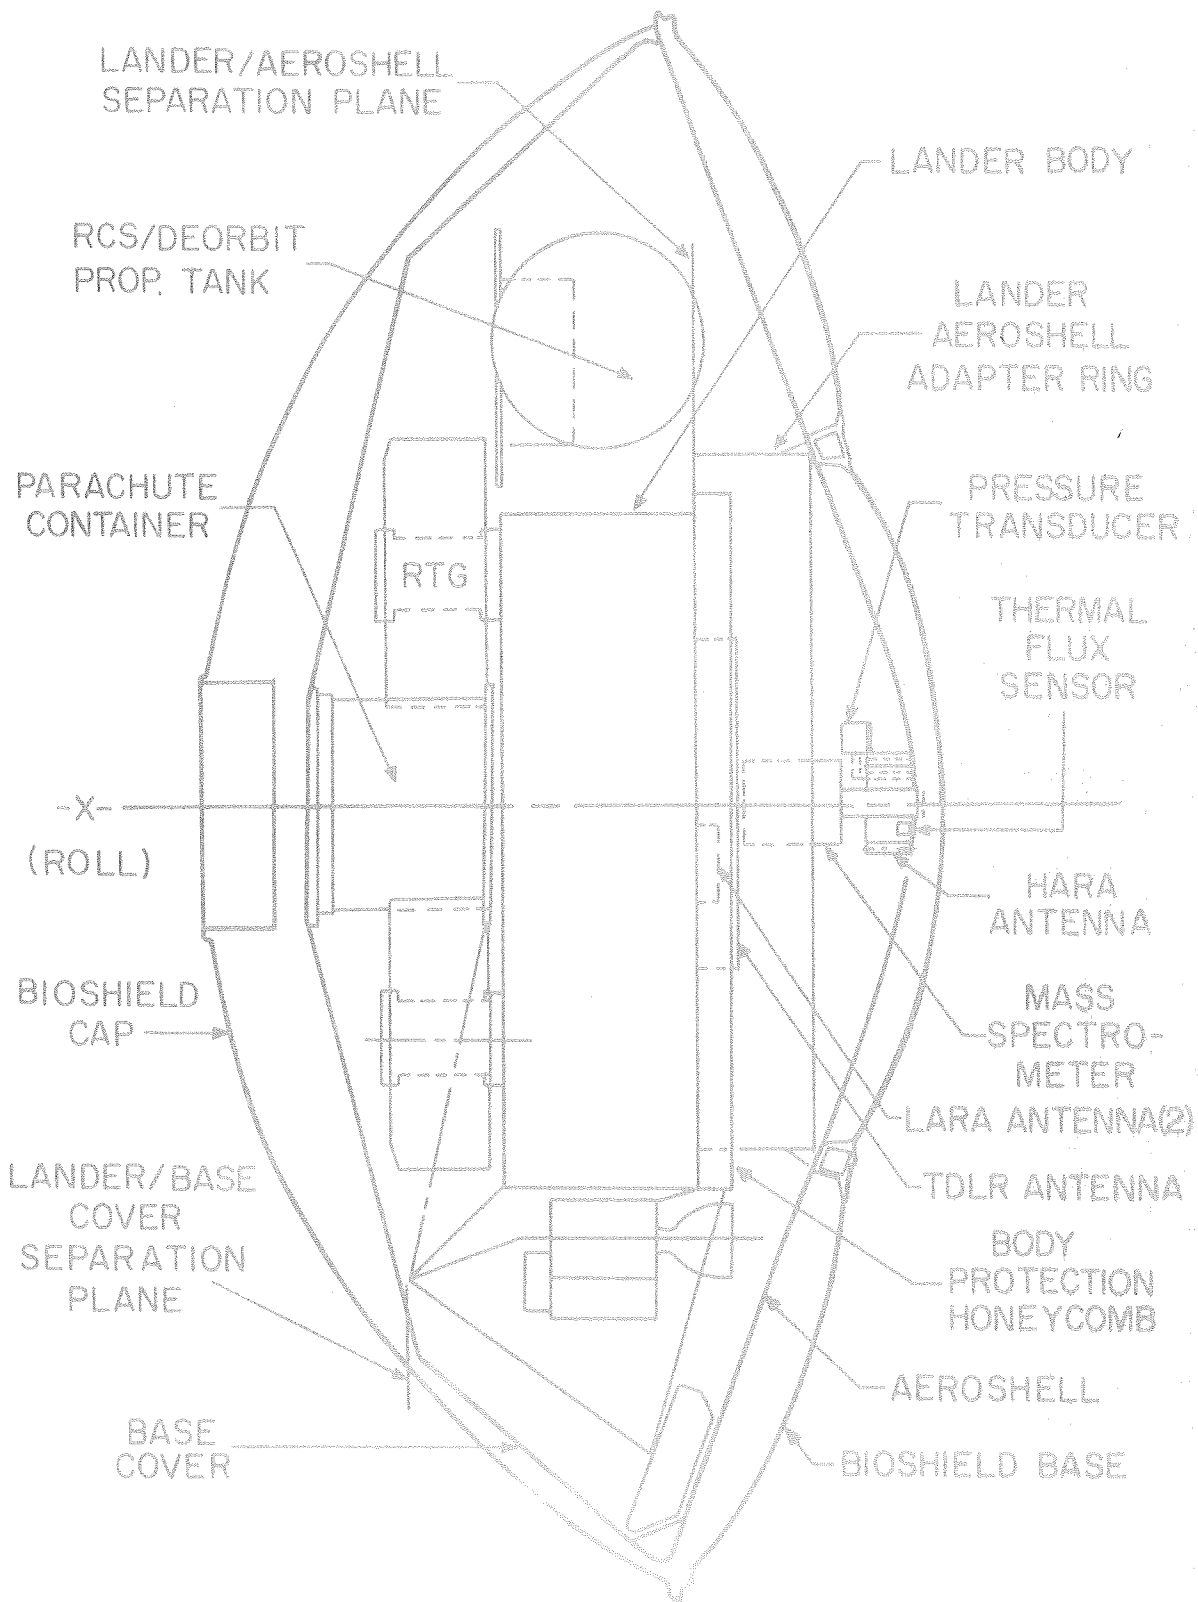 LANDER/AEROSHELL
SEPARATION PLANE
LANDER BODY
RCS/DEORBIT
PROP. TANK
LANDER
AEROSHELL
ADAPTER RING
PARACHUTE
CONTAINER
PRESSURE
TRANSDUCER
RTG
THERMAL
FLUX
SENSOR
-X-
(ROLL)
HARA
ANTENNA
BIOSHIELD
CAP
MASS
SPECTRO-
METER
LARA ANTENNA(2)
LANDER/BASE
COVER
SEPARATION
PLANE
TDLR ANTENNA
BODY
PROTECTION
HONEYCOMB
AEROSHELL
BASE
COVER
BIOSHIELD BASE